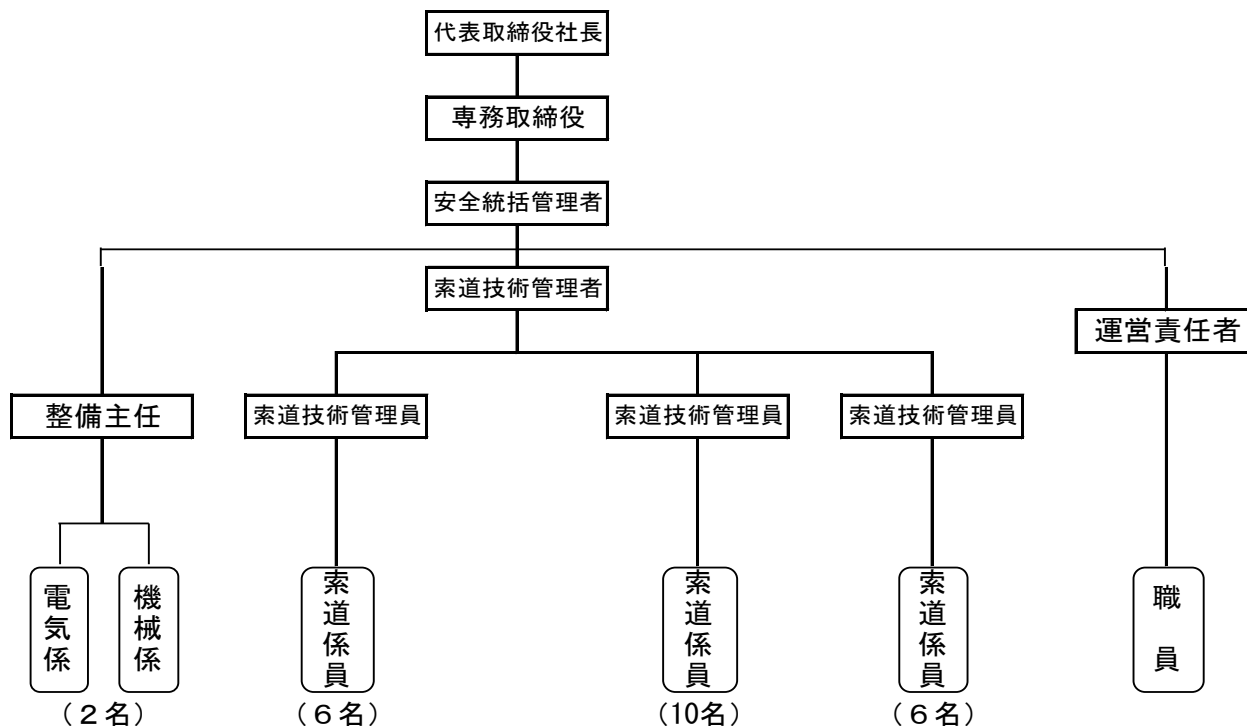 代表取締役社長
専務取締役
安全統括管理者
索道技術管理者
運営責任者
整備主任
索道技術管理員
索道技術管理員
索道技術管理員
電気係
機械係
索道係員
索道係員
索道係員
職員
（２名）
（６名）
（10名）
（６名）